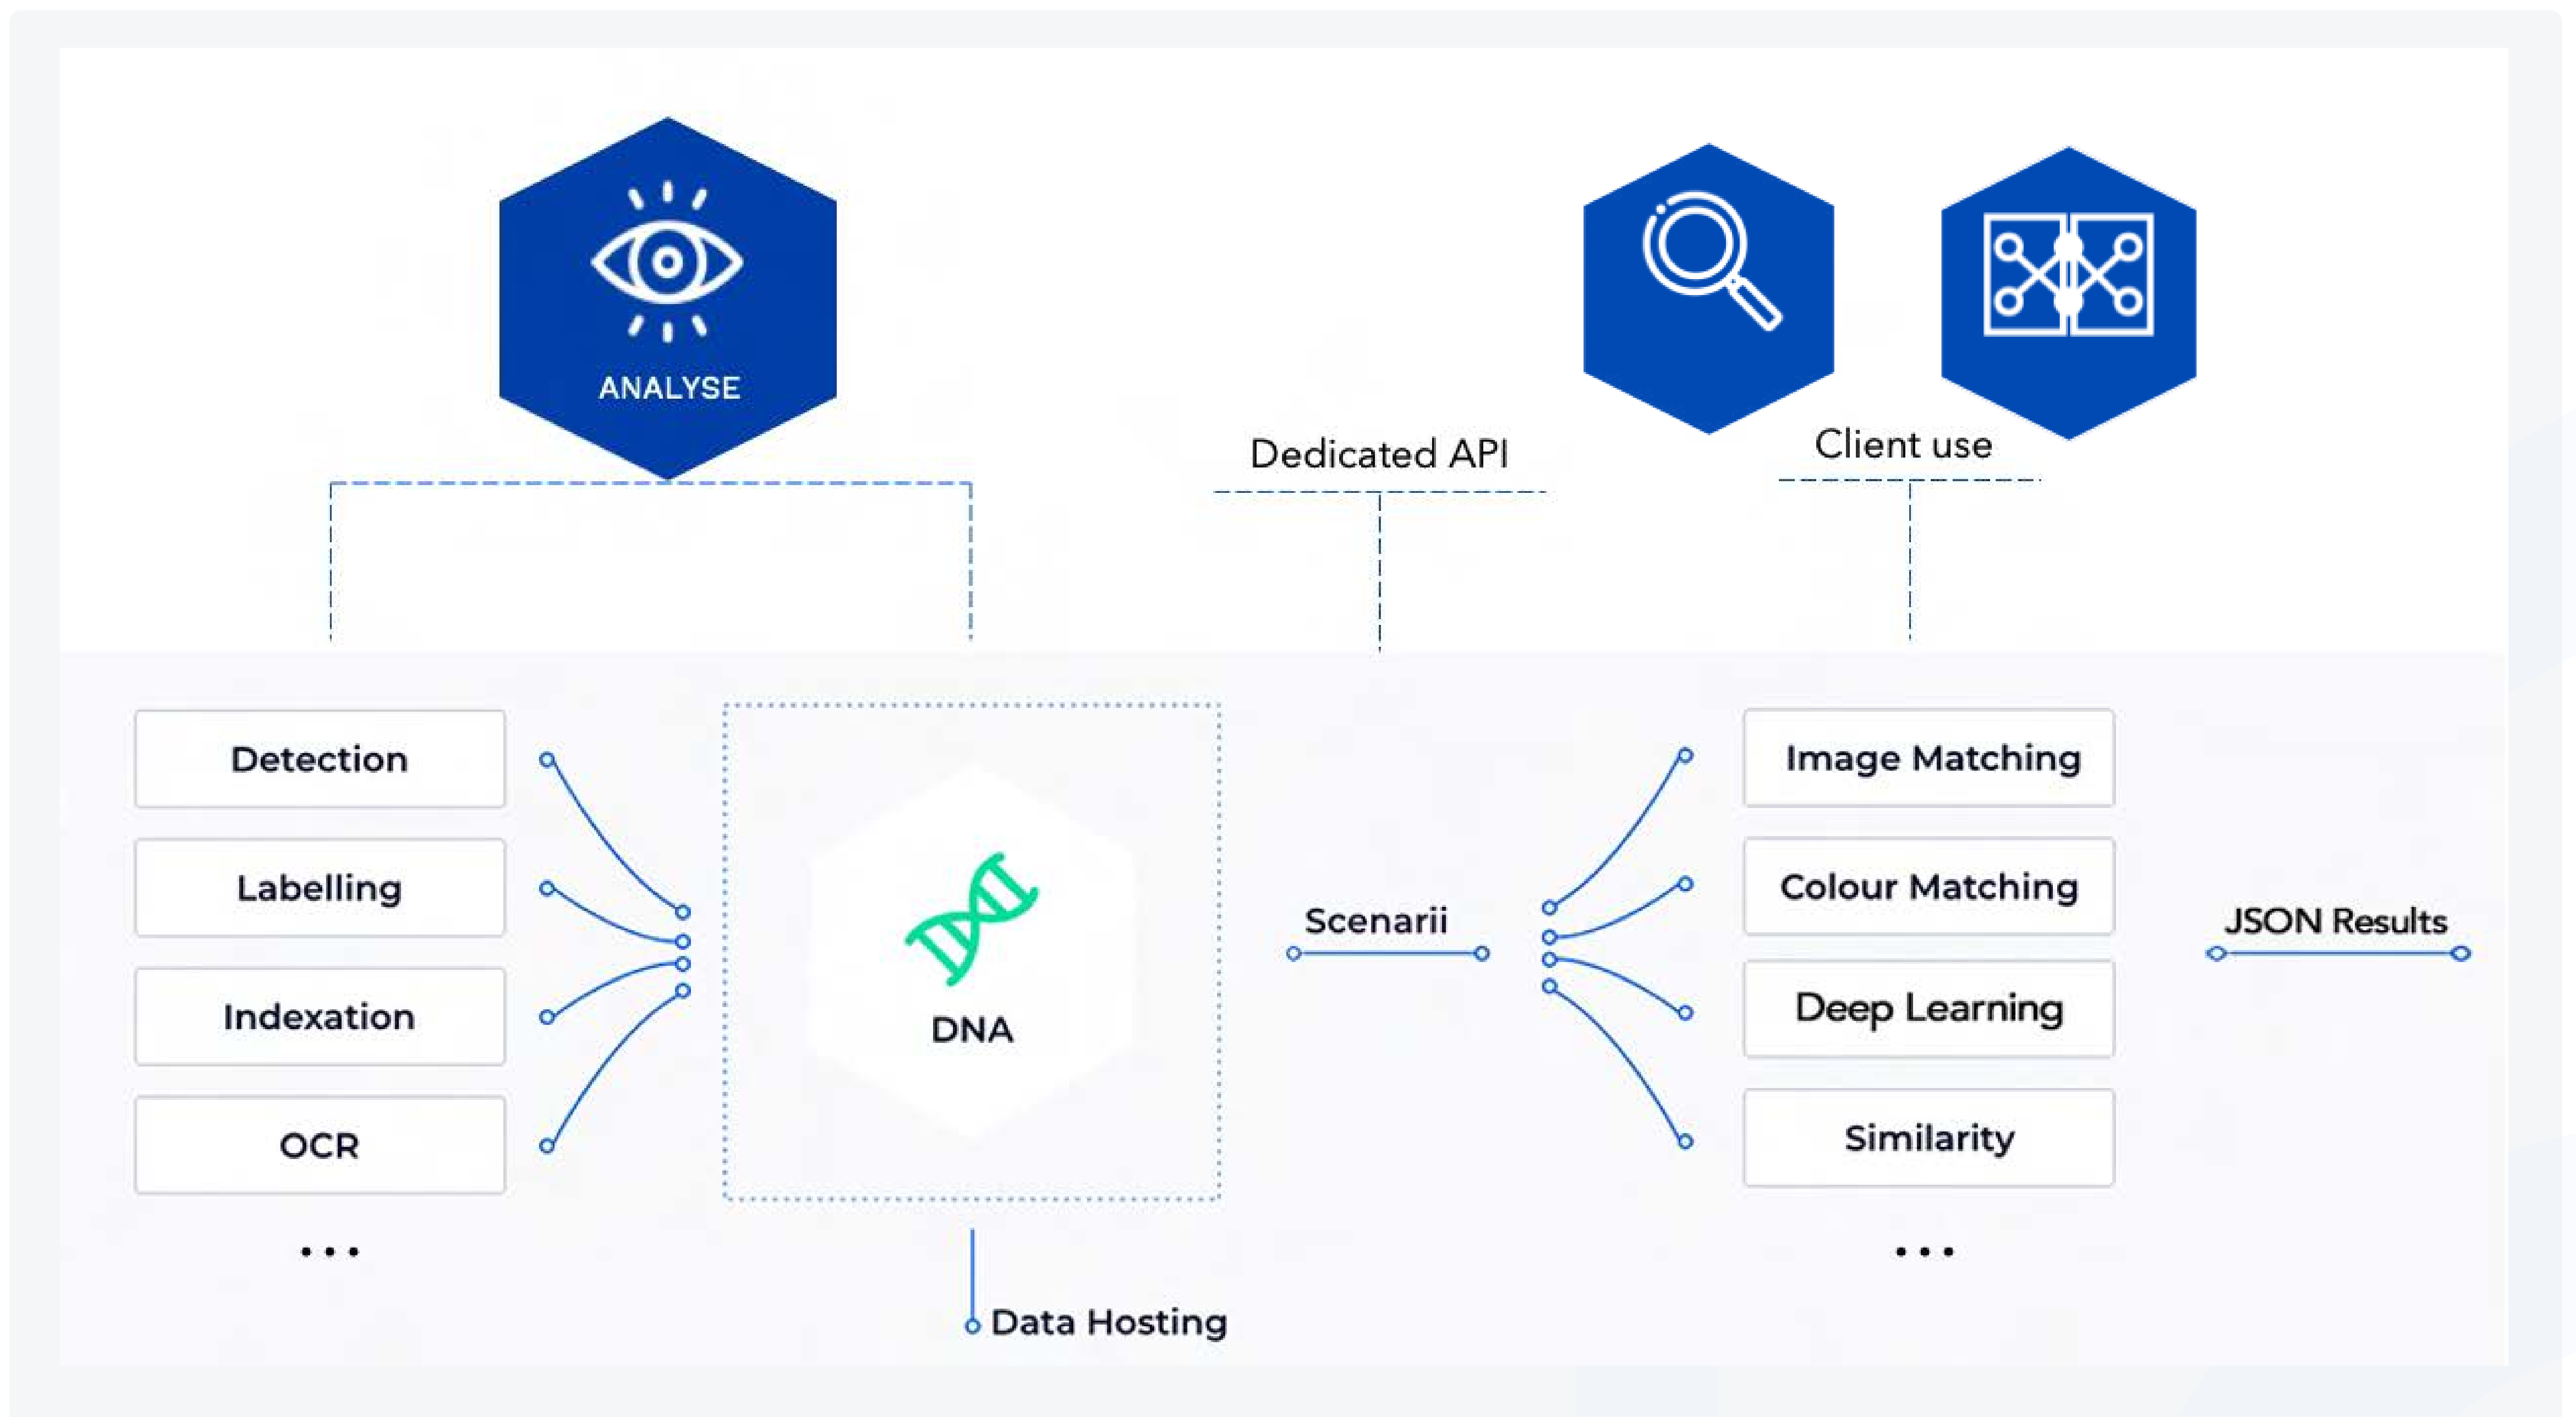 ANALYSE
Dedicated API
Client use
Detection
Labelling
Indexation
OCR
...
DNA
Data Hosting
Scenarii
Image Matching
Colour Matching
Deep Learning
Similarity
...
JSON Results